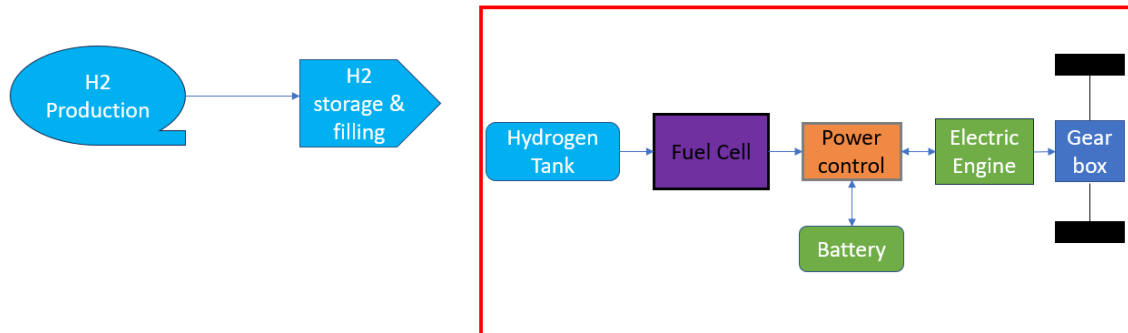 H2
Production
H2
storage &
filling
Hydrogen
Tank
Fuel Cell
Power
control
Electric
Engine
Gear
box
Battery